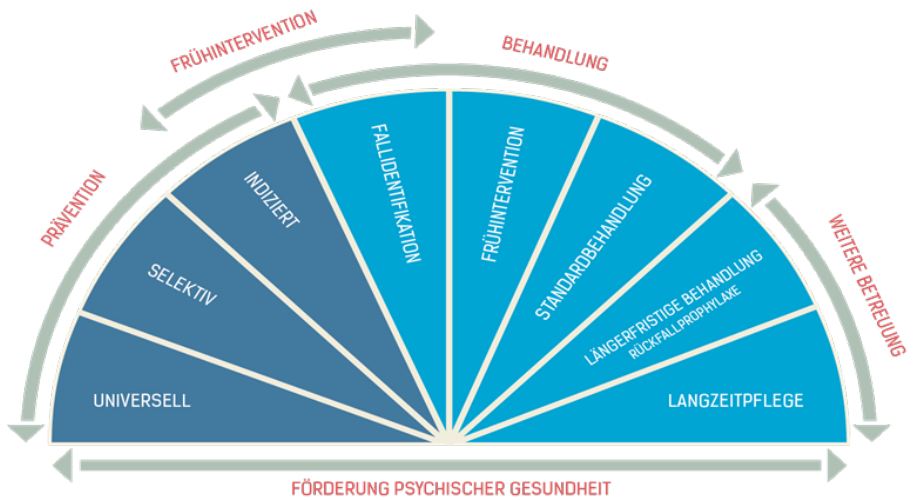 FRÜHINTERVENTION
BEHANDLUNG
PRÄVENTION
WEITERE BETREUUNG
UNIVERSELL
SELEKTIV
INDIZIERT
FALLIDENTIFIKATION
FRÜHINTERVENTION
STANDARDBEHANDLUNG
LÄNGERFRISTIGE BEHANDLUNG
RÜCKFALLPROPHYLAXE
LANGZEITPFLEGE
FÖRDERUNG PSYCHISCHER GESUNDHEIT